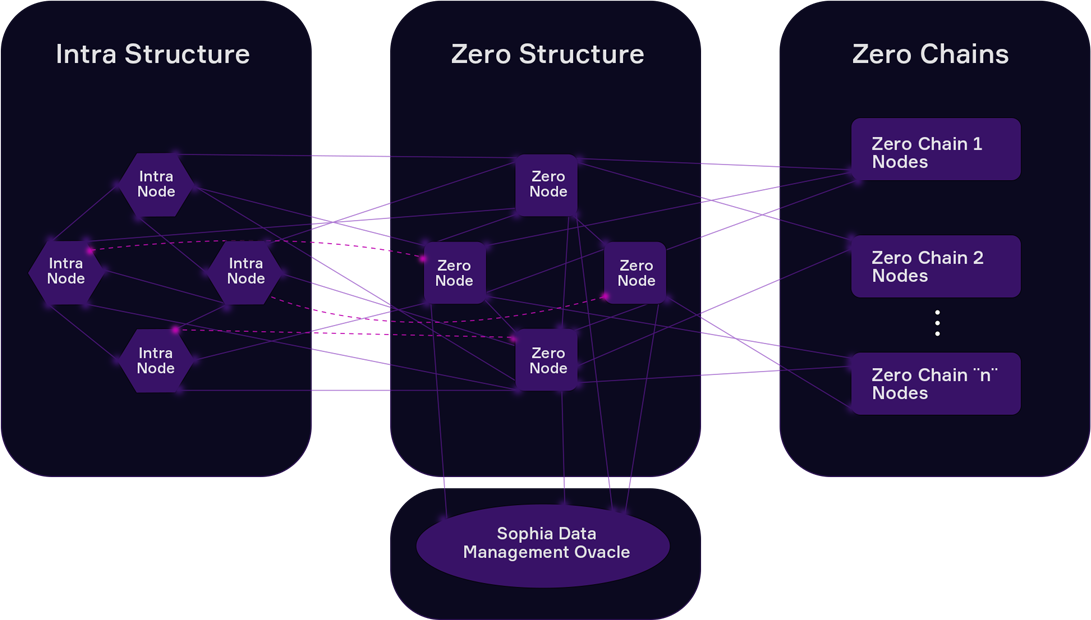 Intra Structure
Zero Structure
Zero Chains
Intra
Node
Intra
Node
Intra
Node
Intra
Node
Zero
Node
Zero
Node
Zero
Node
Zero
Node
Zero Chain 1
Nodes
Zero Chain 2
Nodes
Zero Chain ¨n¨
Nodes
Sophia Data
Management Ovacle